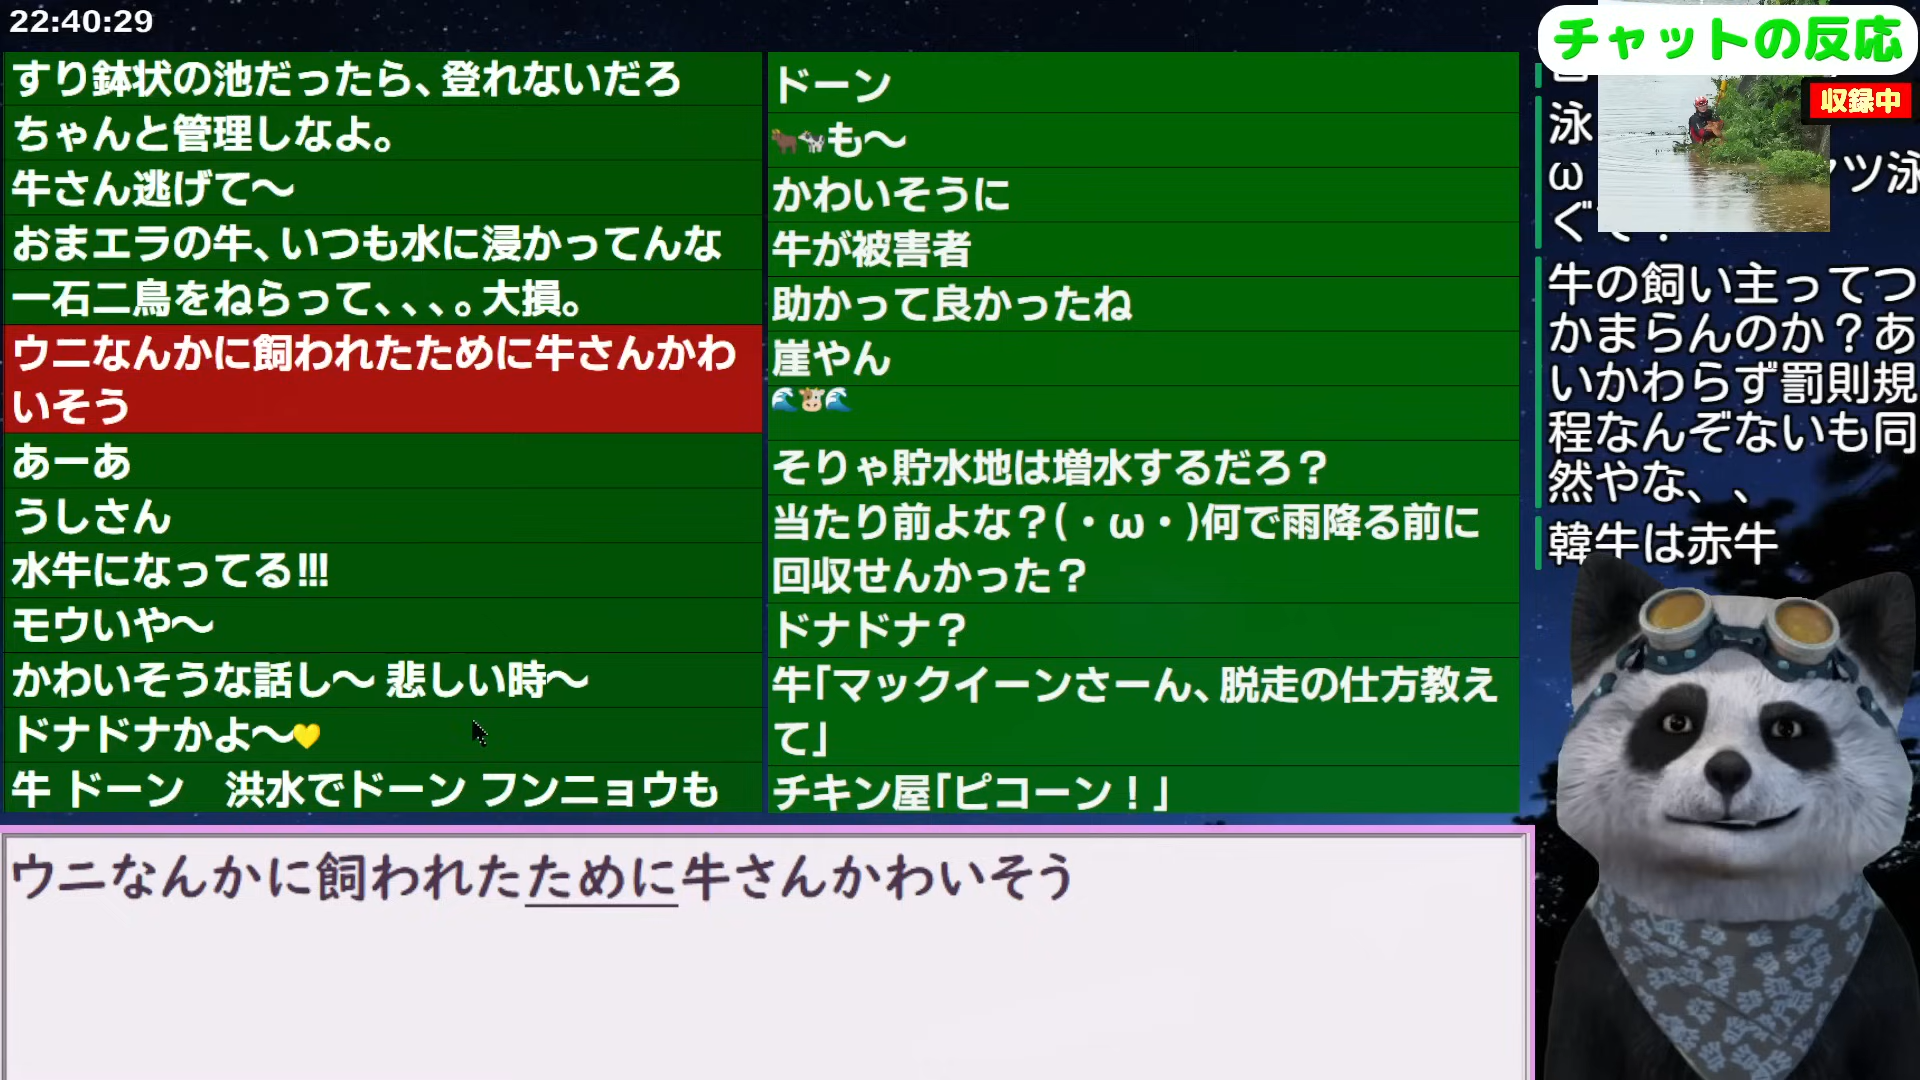 22:40:29
すり鉢状の池だったら、登れないだろ
ちゃんと管理しなよ。
牛さん逃げて〜
おまエラの牛、いつも水に浸かってんな
一石二鳥をねらって、、、。大損。
ウニなんかに飼われたために牛さんかわ
いそう
あーあ
うしさん
水牛になってる!!!
モウいや〜
かわいそうな話し〜 悲しい時〜
ドナドナかよ〜💛
牛 ドーン　洪水でドーン フンニョウも
ドーン
🐂🐄も〜
かわいそうに
牛が被害者
助かって良かったね
崖やん
🌊🐮🌊
そりゃ貯水地は増水するだろ？
当たり前よな？(・ω・)何で雨降る前に
回収せんかった？
ドナドナ？
牛「マックイーンさーん、脱走の仕方教え
て」
チキン屋「ピコーン！」
チャットの反応
収録中
泳
ω ツ泳
ぐ
牛の飼い主ってつ
かまらんのか？あ
いかわらず罰則規
程なんぞないも同
然やな、、
韓牛は赤牛
ウニなんかに飼われたために牛さんかわいそう